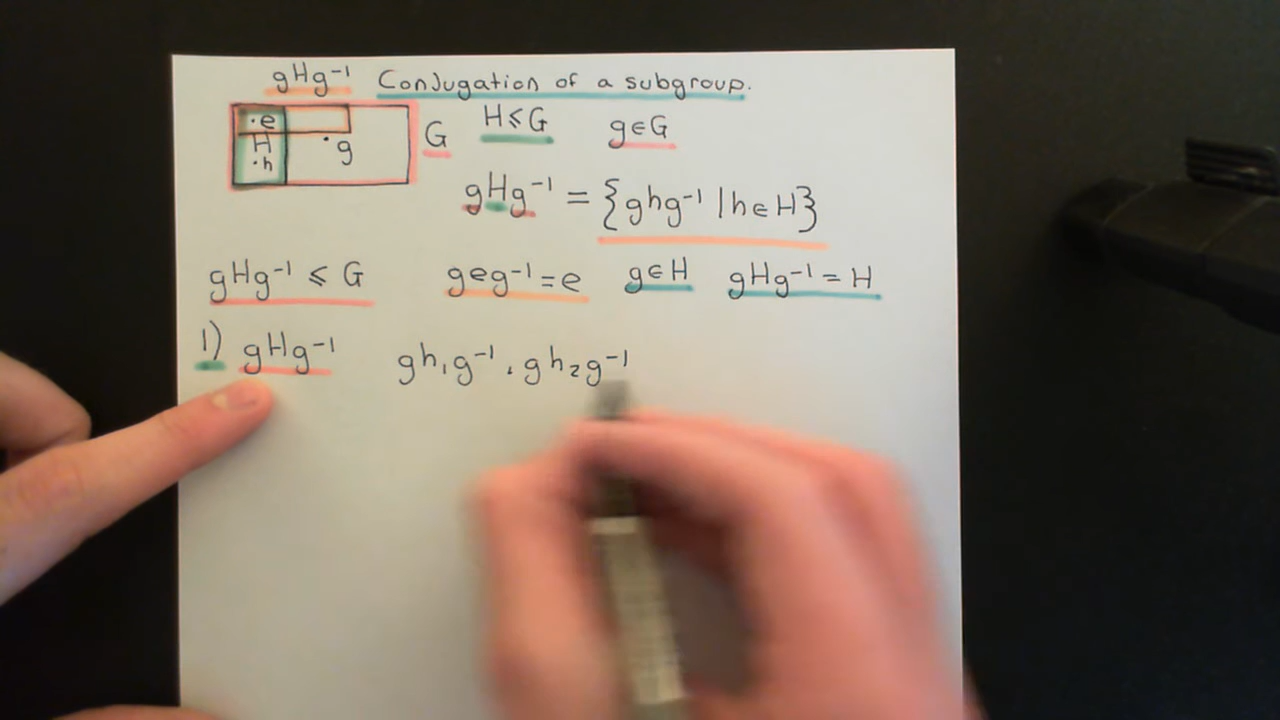 gHg⁻¹ Conjugation of a subgroup.
·e H≤G g∈G
H ·g G
·h
gHg⁻¹ = {ghg⁻¹ | h∈H}
gHg⁻¹ ≤ G geg⁻¹=e g∈H gHg⁻¹=H
1) gHg⁻¹ gh₁g⁻¹.gh₂g⁻¹